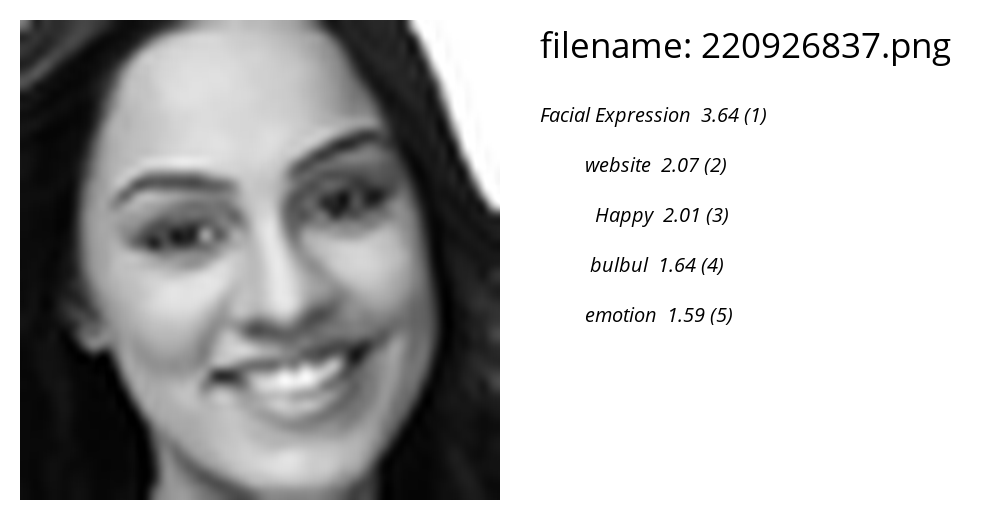 filename: 220926837.png
Facial Expression 3.64 (1)
website 2.07 (2)
Happy 2.01 (3)
bulbul 1.64 (4)
emotion 1.59 (5)